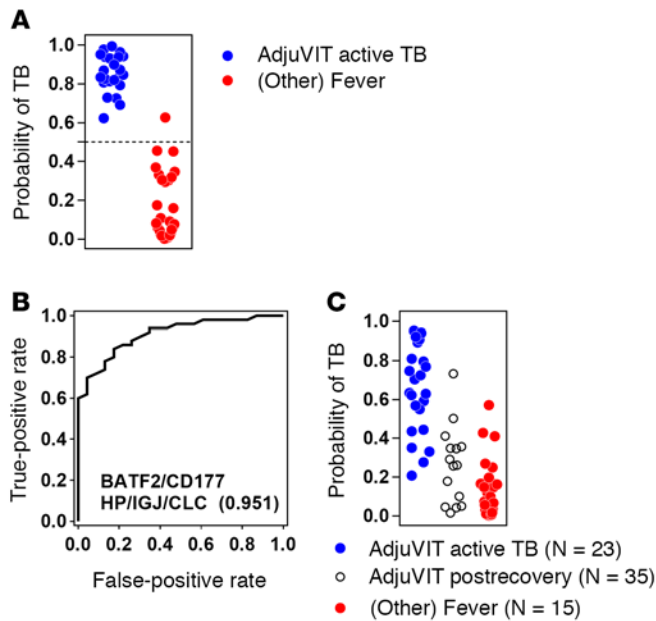 A
Probability of TB
1.0
0.8
0.6
0.4
0.2
0.0
AdjuVIT active TB
(Other) Fever
B
True-positive rate
1.0
0.8
0.6
0.4
0.2
0.0
BATF2/CD177
HP/IGJ/CLC (0.951)
0.0 0.2 0.4 0.6 0.8 1.0
False-positive rate
C
Probability of TB
1.0
0.8
0.6
0.4
0.2
0.0
AdjuVIT active TB (N = 23)
AdjuVIT postrecovery (N = 35)
(Other) Fever (N = 15)